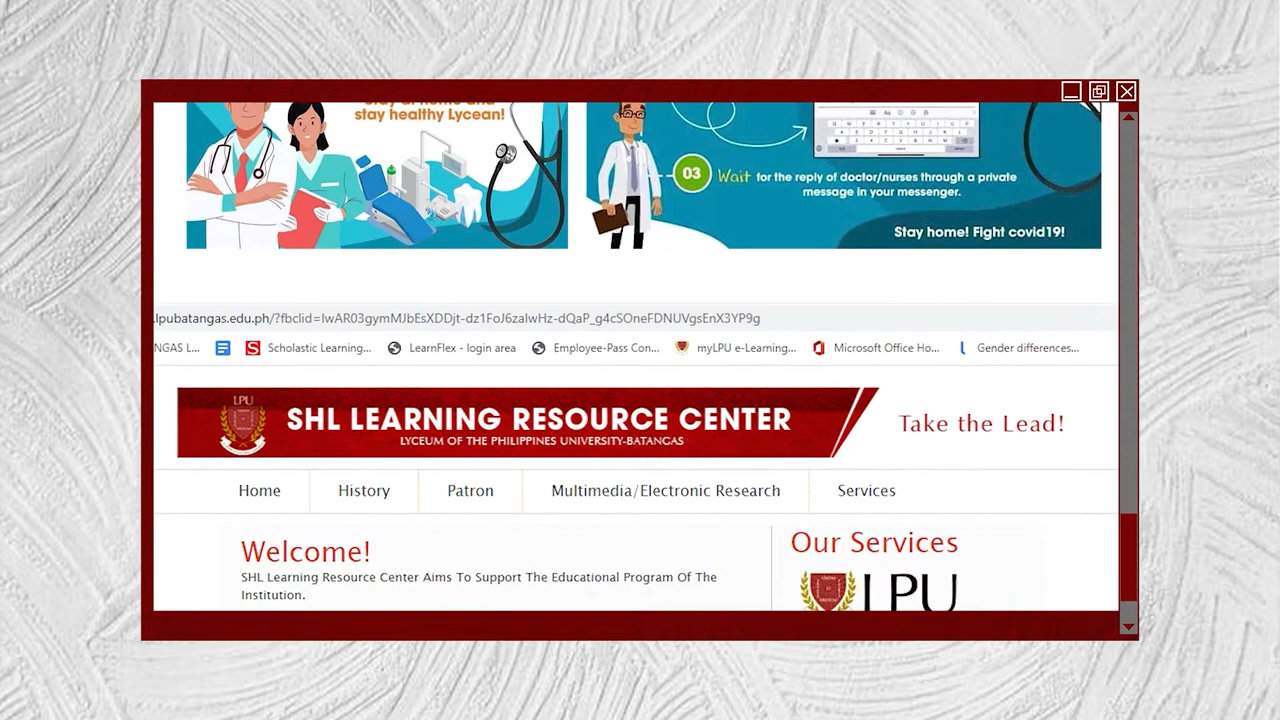 stay healthy Lycean!
03 Wait for the reply of doctor/nurses through a private
message in your messenger.
Stay home! Fight covid19!
.lpubatangas.edu.ph/?fbclid=IwAR03gymMJbEsXDDjt-dz1FoJ6zalwHz-dQaP_g4cSOneFDNUVgsEnX3YP9g
NGAS L... Scholastic Learning... LearnFlex - login area Employee-Pass Con... myLPU e-Learning... Microsoft Office Ho... Gender differences...
LPU
SHL LEARNING RESOURCE CENTER
LYCEUM OF THE PHILIPPINES UNIVERSITY-BATANGAS
Take the Lead!
Home History Patron Multimedia/Electronic Research Services
Welcome!
SHL Learning Resource Center Aims To Support The Educational Program Of The
Institution.
Our Services
LPU